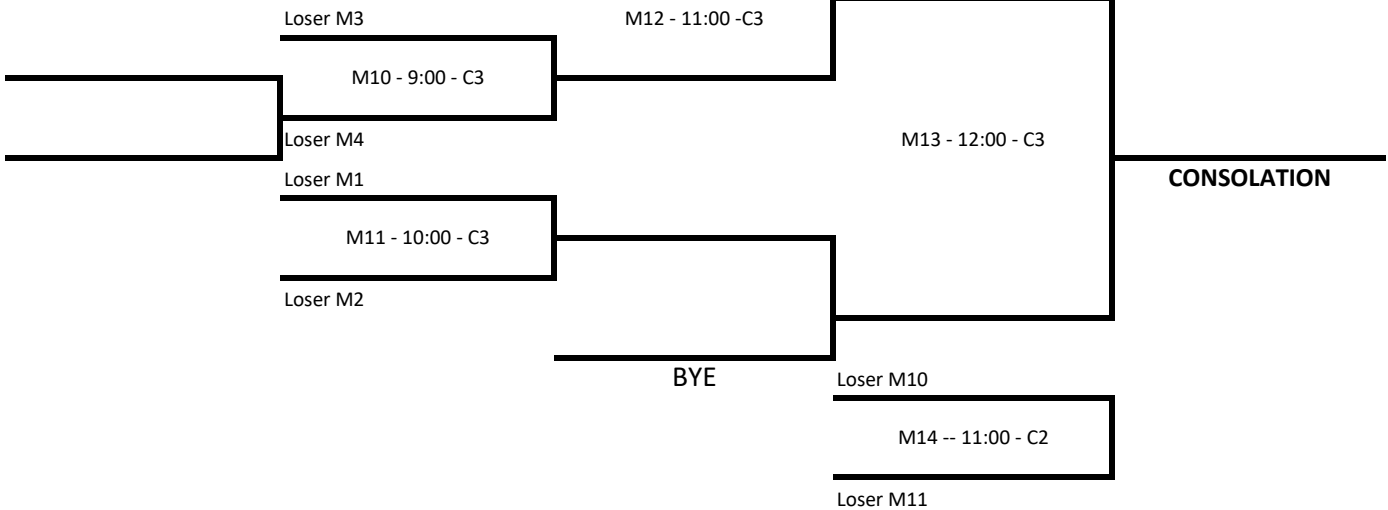 Loser M3
M12 - 11:00 -C3
M10 - 9:00 - C3
Loser M4
M13 - 12:00 - C3
Loser M1
CONSOLATION
M11 - 10:00 - C3
Loser M2
BYE
Loser M10
M14 -- 11:00 - C2
Loser M11